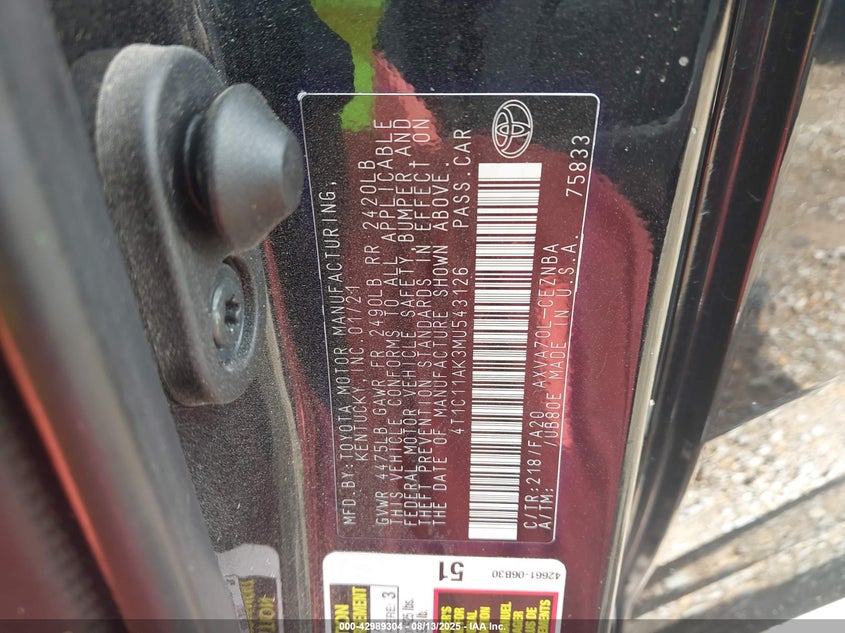 MFD.BY:TOYOTA MOTOR MANUFACTURING,
KENTUCKY, INC. 01/21
GVWR 4475LB GAWR FR 2490LB RR 2420LB
THIS VEHICLE CONFORMS TO ALL APPLICABLE
FEDERAL MOTOR VEHICLE SAFETY, BUMPER AND
THEFT PREVENTION STANDARDS IN EFFECT ON
THE DATE OF MANUFACTURE SHOWN ABOVE.
4T1C11AK3MU543126 PASS.CAR
C/TR:218/FA20 AXVA70L-CEZNBA
A/TM: /UB80E MADE IN U.S.A. 75833
51
42661-06B30
000-42989304 - 08/13/2025 - IAA Inc.